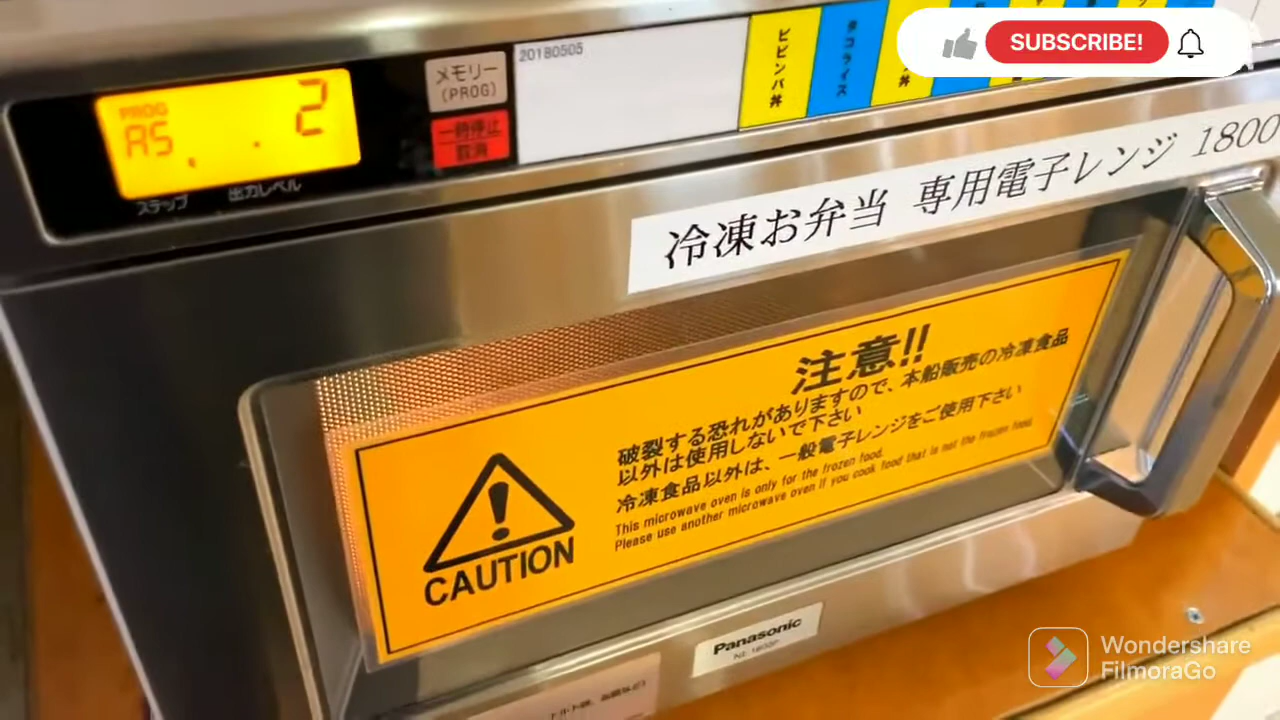 SUBSCRIBE!
PROG
AS. . 2
ステップ 出力レベル
メモリー
(PROG)
一時停止
取消
20180505
ビビンバ丼
タコライス
丼
冷凍お弁当 専用電子レンジ 1800
注意!!
破裂する恐れがありますので、本船販売の冷凍食品
以外は使用しないで下さい
冷凍食品以外は、一般電子レンジをご使用下さい
This microwave oven is only for the frozen food.
Please use another microwave oven if you cook food that is not the frozen food.
CAUTION
Panasonic
Wondershare
FilmoraGo